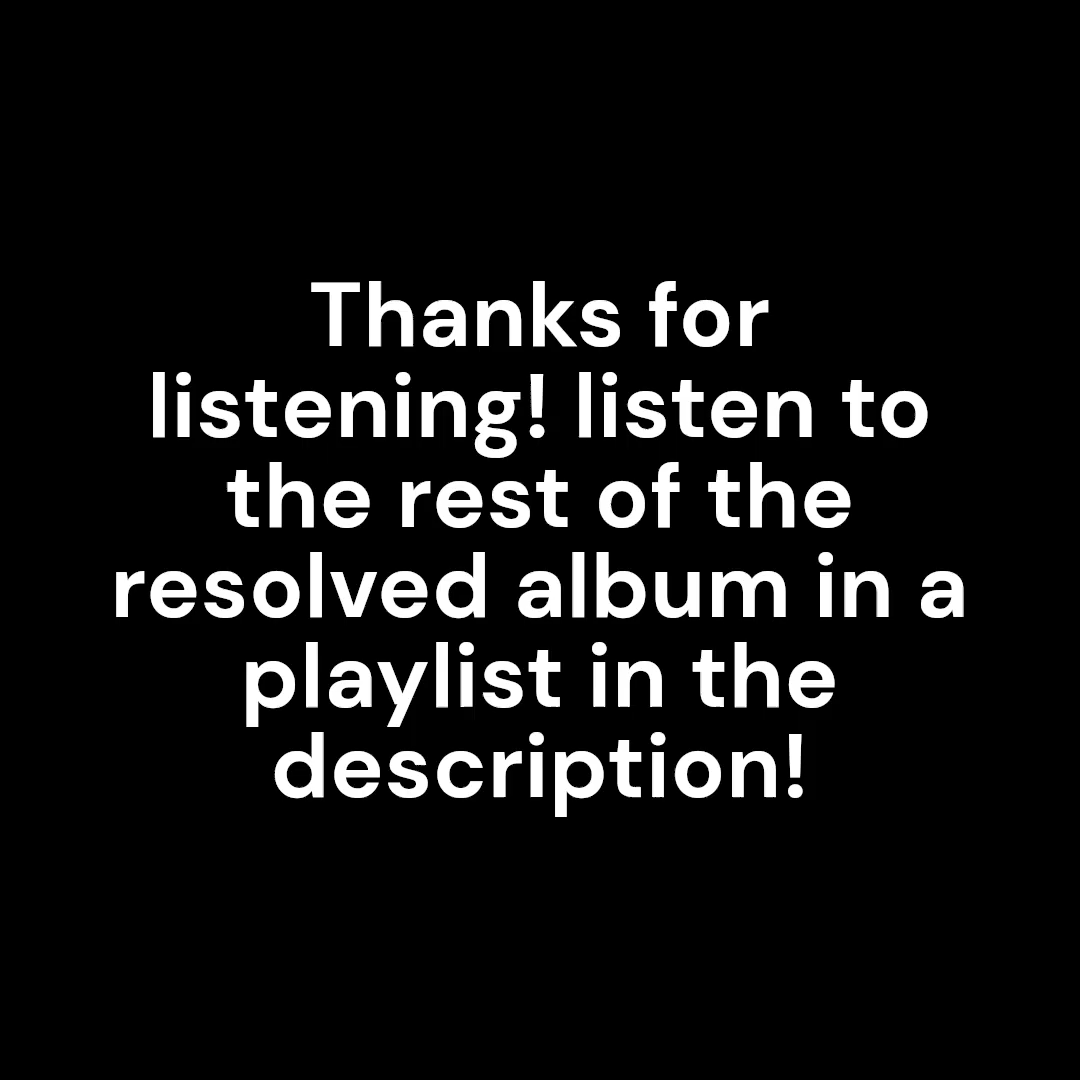 Thanks for
listening! listen to
the rest of the
resolved album in a
playlist in the
description!